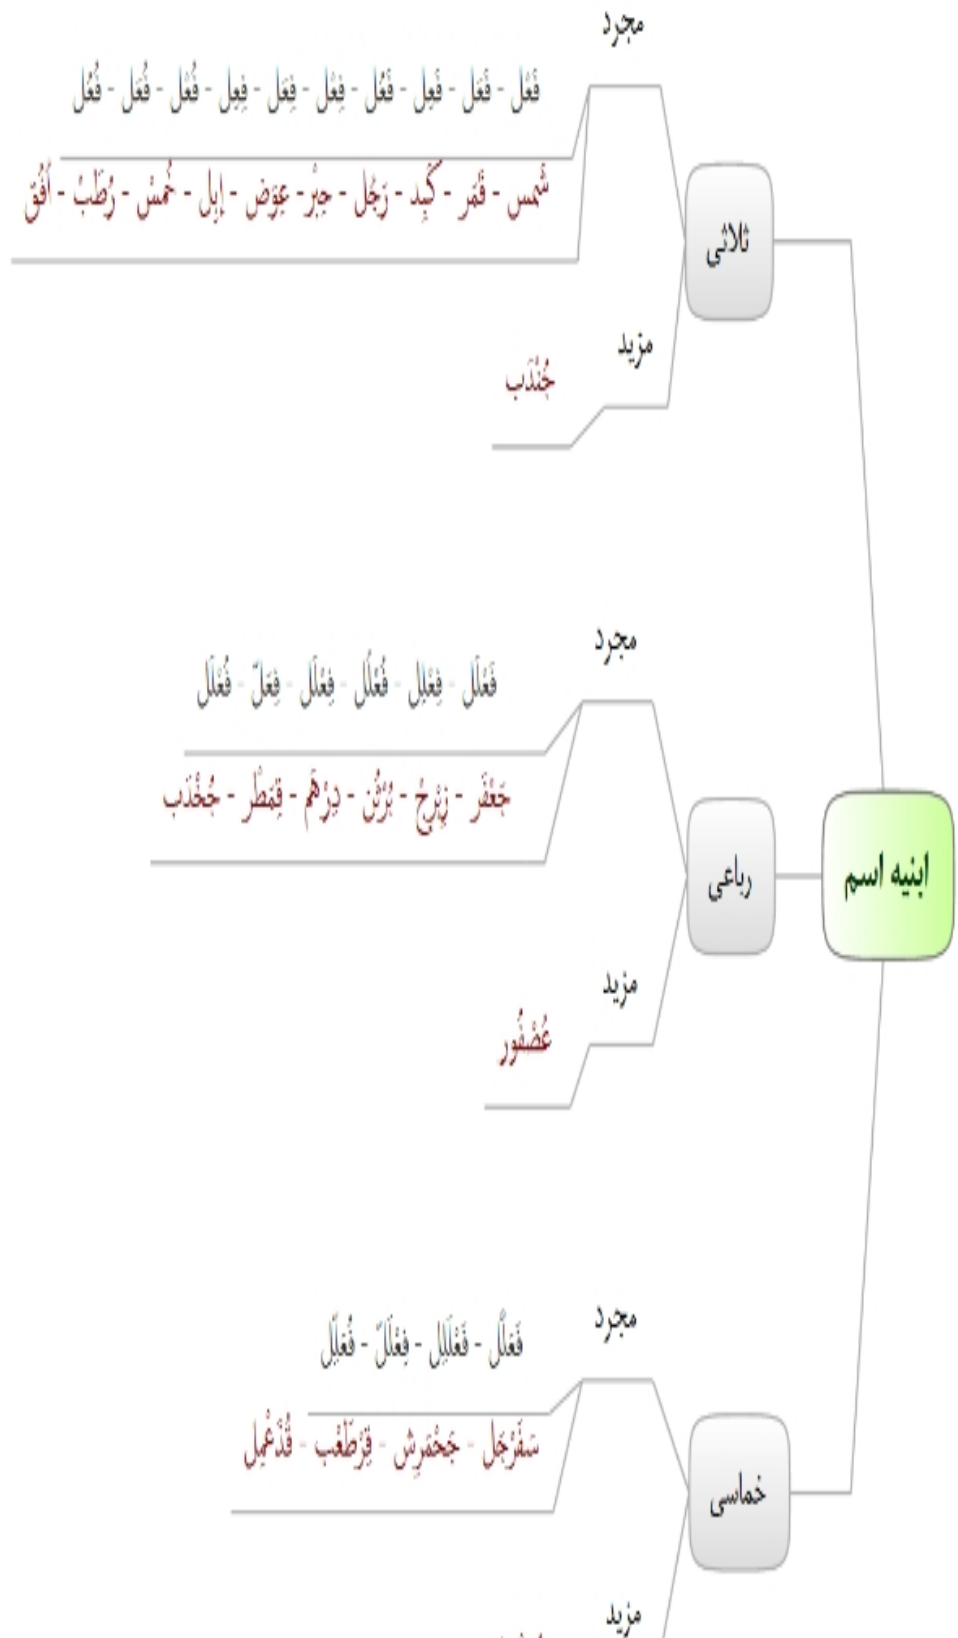 ابنیه اسم
ثلاثی
مجرد
فَعْل - فَعَل - فَعِل - فَعُل - فِعْل - فِعَل - فِعِل - فُعْل - فُعَل - فُعُل
شَمس - قَمَر - کَبِد - رَجُل - حِبْر - عِوَض - إبِل - خُمسْ - رُطَبْ - اُفُق
مزید
جُنْدَب
رباعی
مجرد
فَعْلَل - فِعْلِل - فُعْلُل - فِعْلَل - فِعَلّ - فُعْلَل
جَعْفَر - زِبْرِجْ - بُرْثُن - دِرْهَم - قِمَطْر - جُخْدَب
مزید
عُصْفُور
خماسی
مجرد
فَعَلَّل - فَعْلَلِل - فِعْلَلّ - فُعَلِّل
سَفَرْجَل - جَحْمَرِش - قِرْطَعْب - قُذَعْمِل
مزید